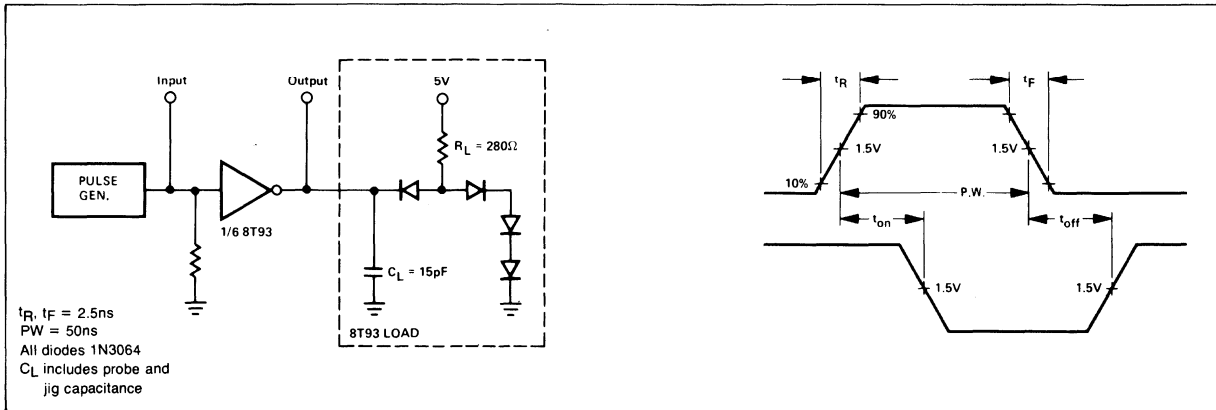 Input
Output
5V
R_L = 280Ω
PULSE
GEN.
1/6 8T93
C_L = 15pF
8T93 LOAD
t_R, t_F = 2.5ns
PW = 50ns
All diodes 1N3064
C_L includes probe and
jig capacitance
t_R
t_F
90%
1.5V
1.5V
10%
P.W.
t_on
t_off
1.5V
1.5V